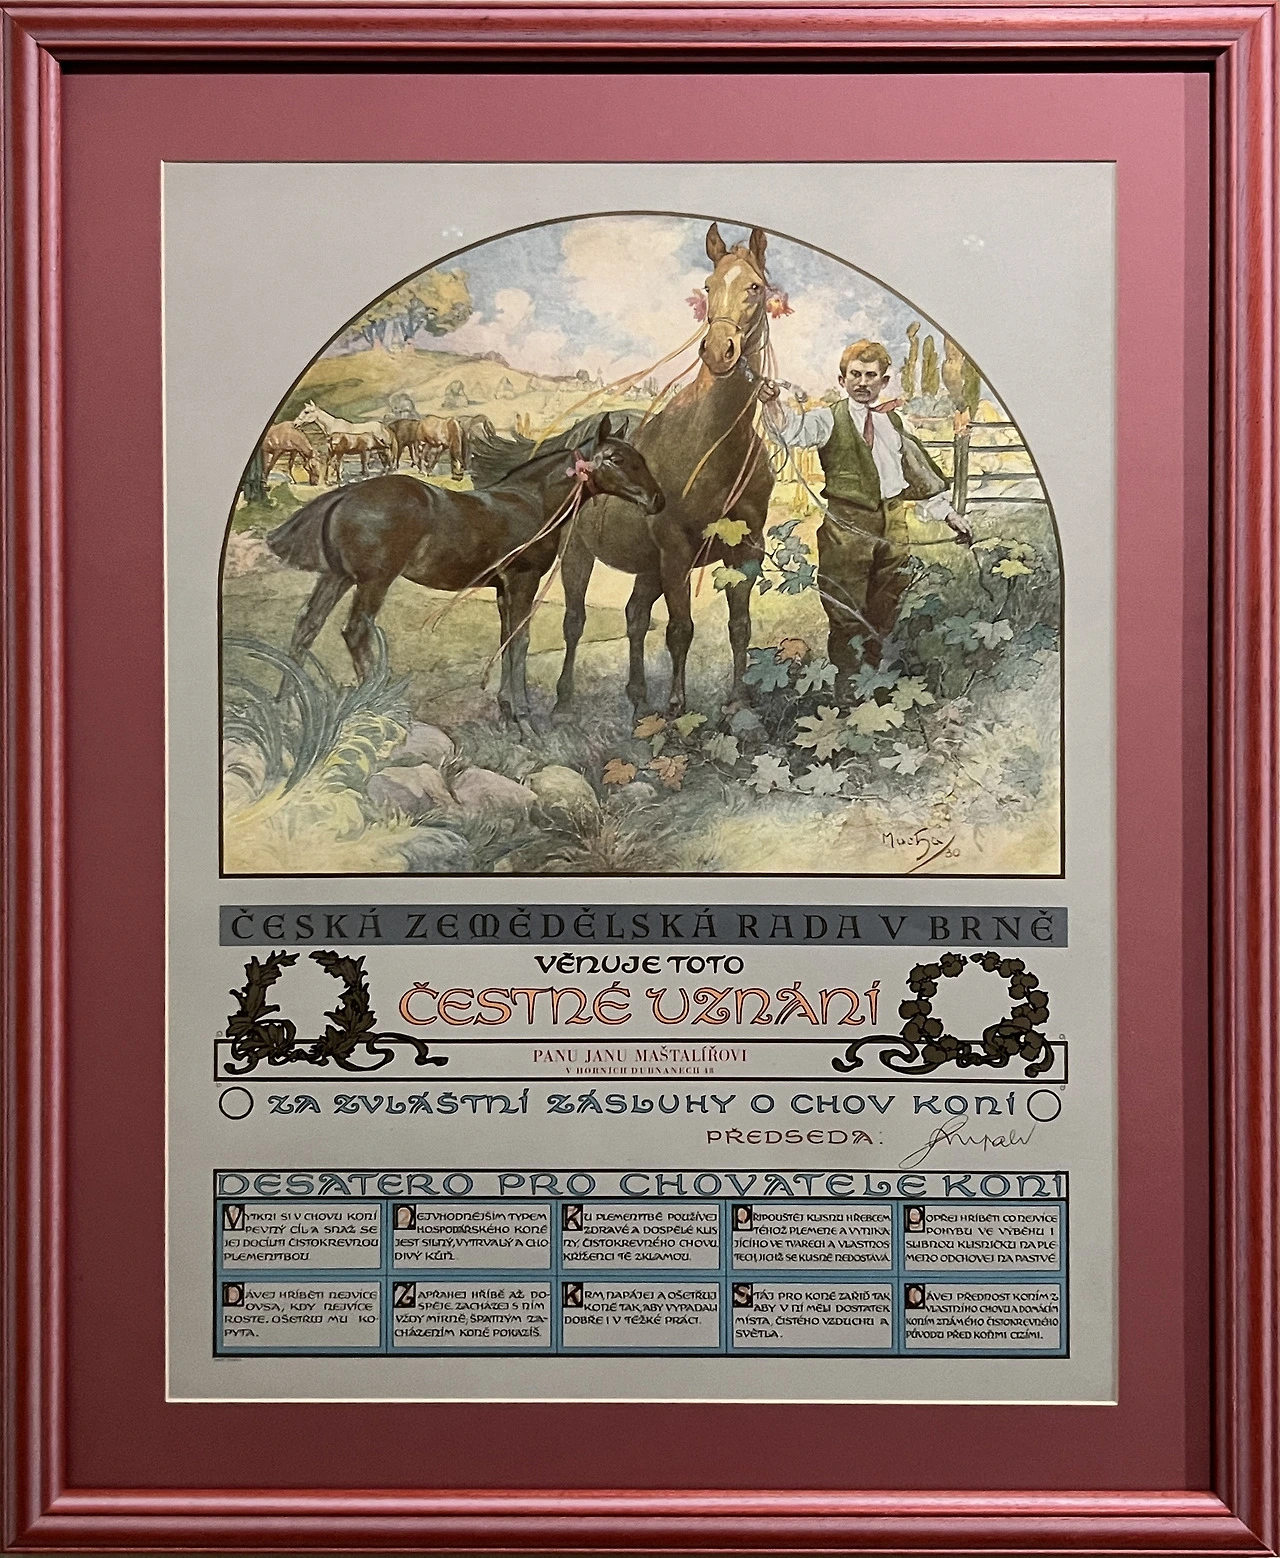 Mucha 30
ČESKÁ ZEMĚDĚLSKÁ RADA V BRNĚ
VĚNUJE TOTO
ČESTNÉ UZNÁNÍ
PANU JANU MAŠTALÍŘOVI
V HORNÍCH DUBŇANECH 48
ZA ZVLÁŠTNÍ ZÁSLUHY O CHOV KONÍ
PŘEDSEDA:
DESATERO PRO CHOVATELE KONÍ
VYTKNI SI V CHOVU KONÍ
PEVNÝ CÍL A SNAŽ SE
JEJ DOCÍLIT ČISTOKREVNOU
PLEMENITBOU.
NEJVHODNĚJŠÍM TYPEM
HOSPODÁŘSKÉHO KONĚ
JEST SILNÝ, VYTRVALÝ A CHO
DIVÝ KŮŇ.
KU PLEMENITBĚ POUŽÍVEJ
ZDRAVÉ A DOSPĚLÉ KLIS
NY, ČISTOKREVNÉHO CHOVU
KŘÍŽENCI TĚ ZKLAMOU.
PŘIPOUŠTĚJ KLISNU HŘEBCEM
TÉHOŽ PLEMENE A VYNIKA
JÍCÍHO VE TVARECH A VLASTNOS
TECH, JICHŽ SE KLISNĚ NEDOSTÁVÁ.
POPŘEJ HŘÍBĚTI CO NEJVÍCE
POHYBU VE VÝBĚHU I
SLIBNOU KLISNIČKU NA PLE
MENO ODCHOVEJ NA PASTVĚ
DÁVEJ HŘÍBĚTI NEJVÍCE
OVSA, KDY NEJVÍCE
ROSTE. OŠETŘUJ MU KO-
PYTA.
ZAPŘAHEJ HŘÍBĚ AŽ DO-
SPĚJE. ZACHÁZEJ S NÍM
VŽDY MÍRNĚ, ŠPATNÝM ZA-
CHÁZENÍM KONĚ POKAZÍŠ.
KRM, NAPÁJEJ A OŠETŘUJ
KONĚ TAK, ABY VYPADALI
DOBŘE I V TĚŽKÉ PRÁCI.
STÁJ PRO KONĚ ZAŘIĎ TAK
ABY V NÍ MĚLI DOSTATEK
MÍSTA, ČISTÉHO VZDUCHU A
SVĚTLA.
DÁVEJ PŘEDNOST KONÍM Z
VLASTNÍHO CHOVU A DOMÁCÍM
KONÍM ZNÁMÉHO ČISTOKREVNÉHO
PŮVODU PŘED KOŇMI CIZÍMI.